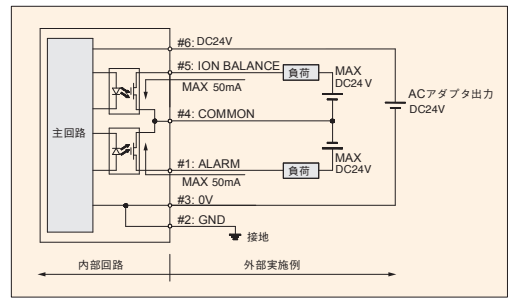 #6: DC24V
#5: ION BALANCE
負荷
MAX
DC24V
MAX 50mA
ACアダプタ出力
DC24V
#4: COMMON
主回路
MAX
DC24V
#1: ALARM
負荷
MAX 50mA
#3: 0V
#2: GND
接地
内部回路
外部実施例